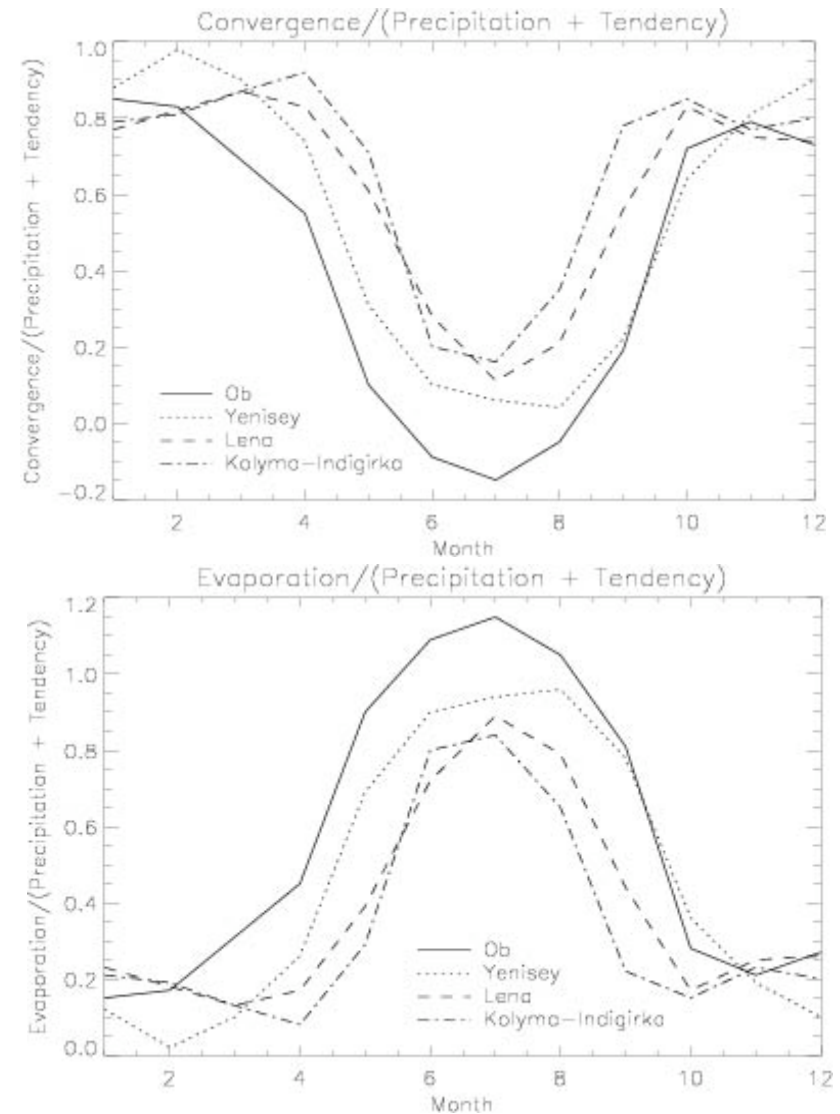 Convergence/(Precipitation + Tendency)
Convergence/(Precipitation + Tendency)
1.0
0.8
0.6
0.4
0.2
0.0
-0.2
Ob
Yenisey
Lena
Kolyma-Indigirka
2 4 6 8 10 12
Month
Evaporation/(Precipitation + Tendency)
Evaporation/(Precipitation + Tendency)
1.2
1.0
0.8
0.6
0.4
0.2
0.0
Ob
Yenisey
Lena
Kolyma-Indigirka
2 4 6 8 10 12
Month